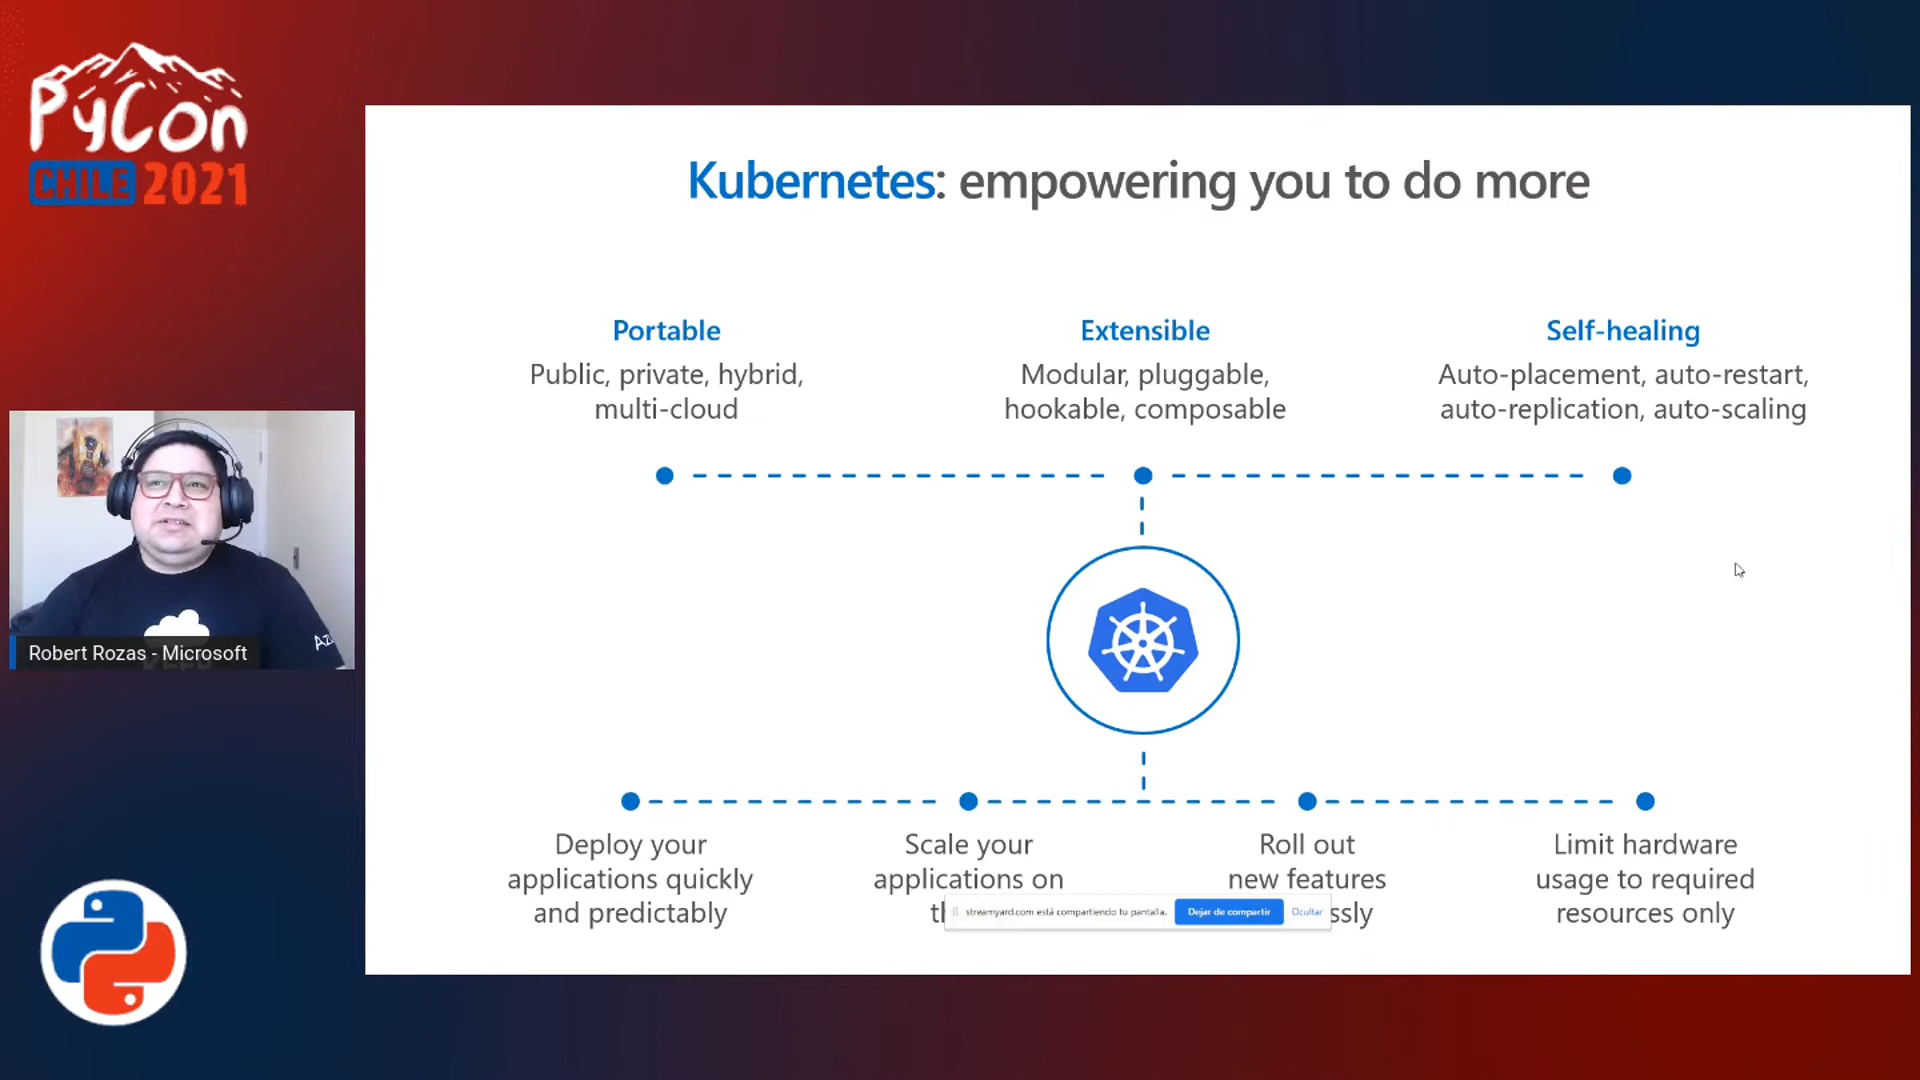 PyCon
CHILE 2021
Kubernetes: empowering you to do more
Portable
Public, private, hybrid,
multi-cloud
Extensible
Modular, pluggable,
hookable, composable
Self-healing
Auto-placement, auto-restart,
auto-replication, auto-scaling
Robert Rozas - Microsoft
Deploy your
applications quickly
and predictably
Scale your
applications on
Roll out
new features
Limit hardware
usage to required
resources only
streamyard.com está compartiendo tu pantalla.
Dejar de compartir
Ocultar